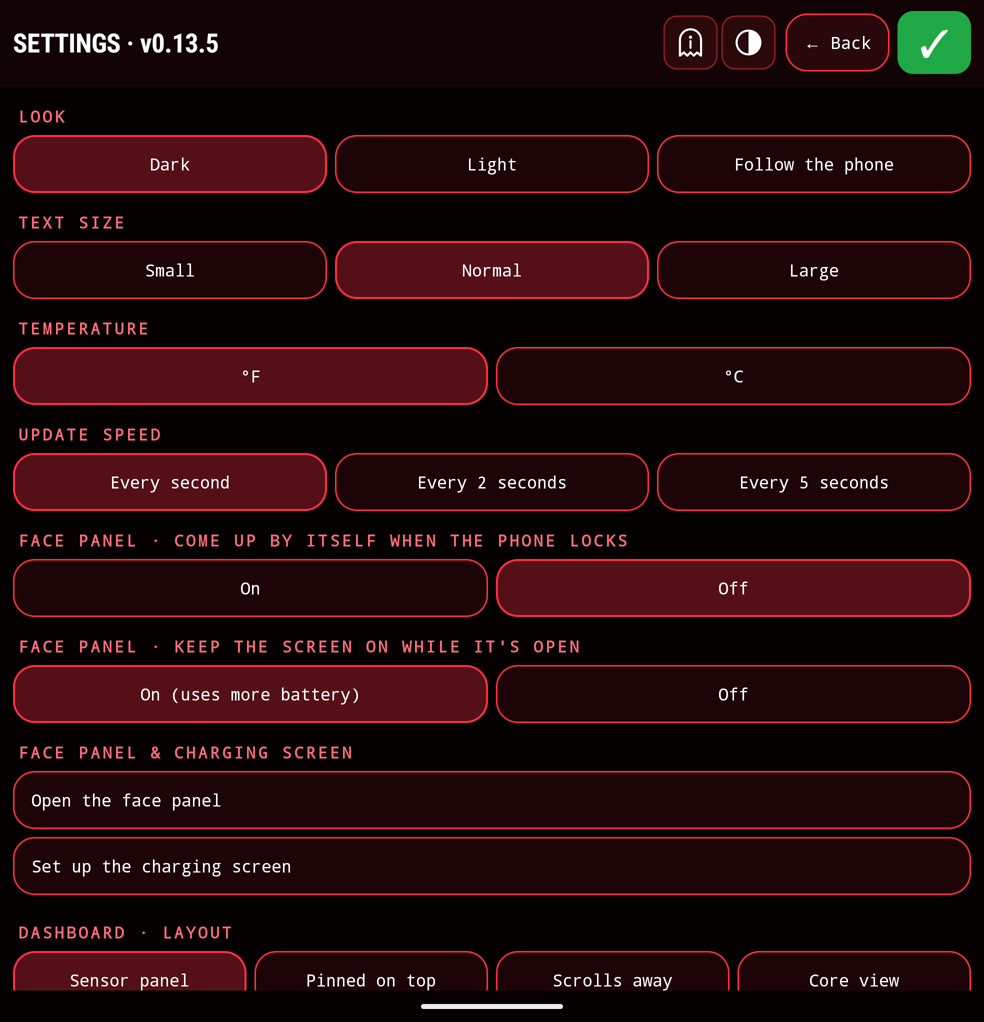 SETTINGS · v0.13.5
← Back
LOOK
Dark
Light
Follow the phone
TEXT SIZE
Small
Normal
Large
TEMPERATURE
°F
°C
UPDATE SPEED
Every second
Every 2 seconds
Every 5 seconds
FACE PANEL · COME UP BY ITSELF WHEN THE PHONE LOCKS
On
Off
FACE PANEL · KEEP THE SCREEN ON WHILE IT'S OPEN
On (uses more battery)
Off
FACE PANEL & CHARGING SCREEN
Open the face panel
Set up the charging screen
DASHBOARD · LAYOUT
Sensor panel
Pinned on top
Scrolls away
Core view